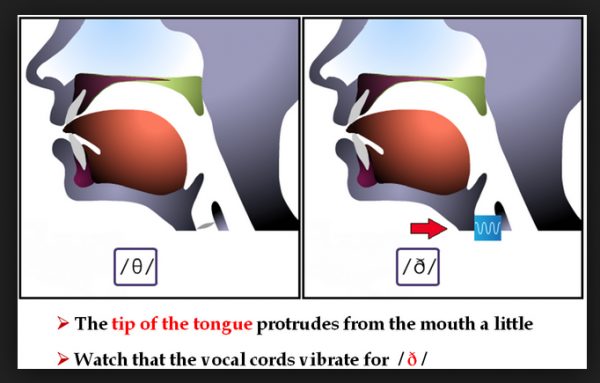 /θ/ /ð/
The tip of the tongue protrudes from the mouth a little
Watch that the vocal cords vibrate for /ð/